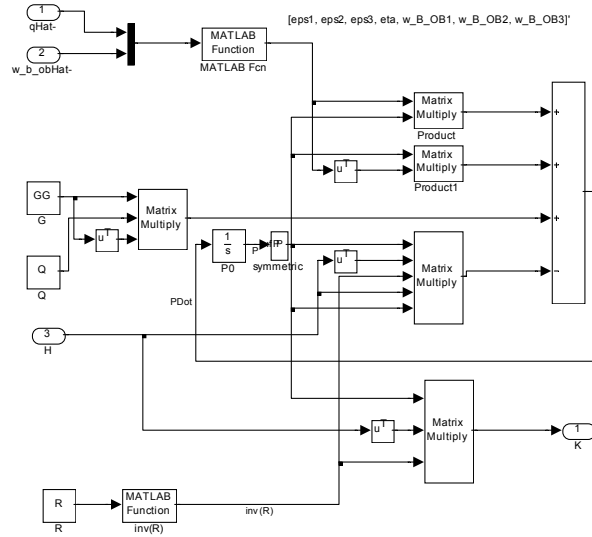 1
qHat-
2
w_b_obHat-
MATLAB
Function
MATLAB Fcn
[eps1, eps2, eps3, eta, w_B_OB1, w_B_OB2, w_B_OB3]'
Matrix
Multiply
Product
u^T
Matrix
Multiply
Product1
+
+
+
-
GG
G
u^T
Matrix
Multiply
Q
Q
1
s
P0
symmetric
u^T
Matrix
Multiply
PDot
3
H
u^T
Matrix
Multiply
1
K
R
R
MATLAB
Function
inv(R)
inv(R)